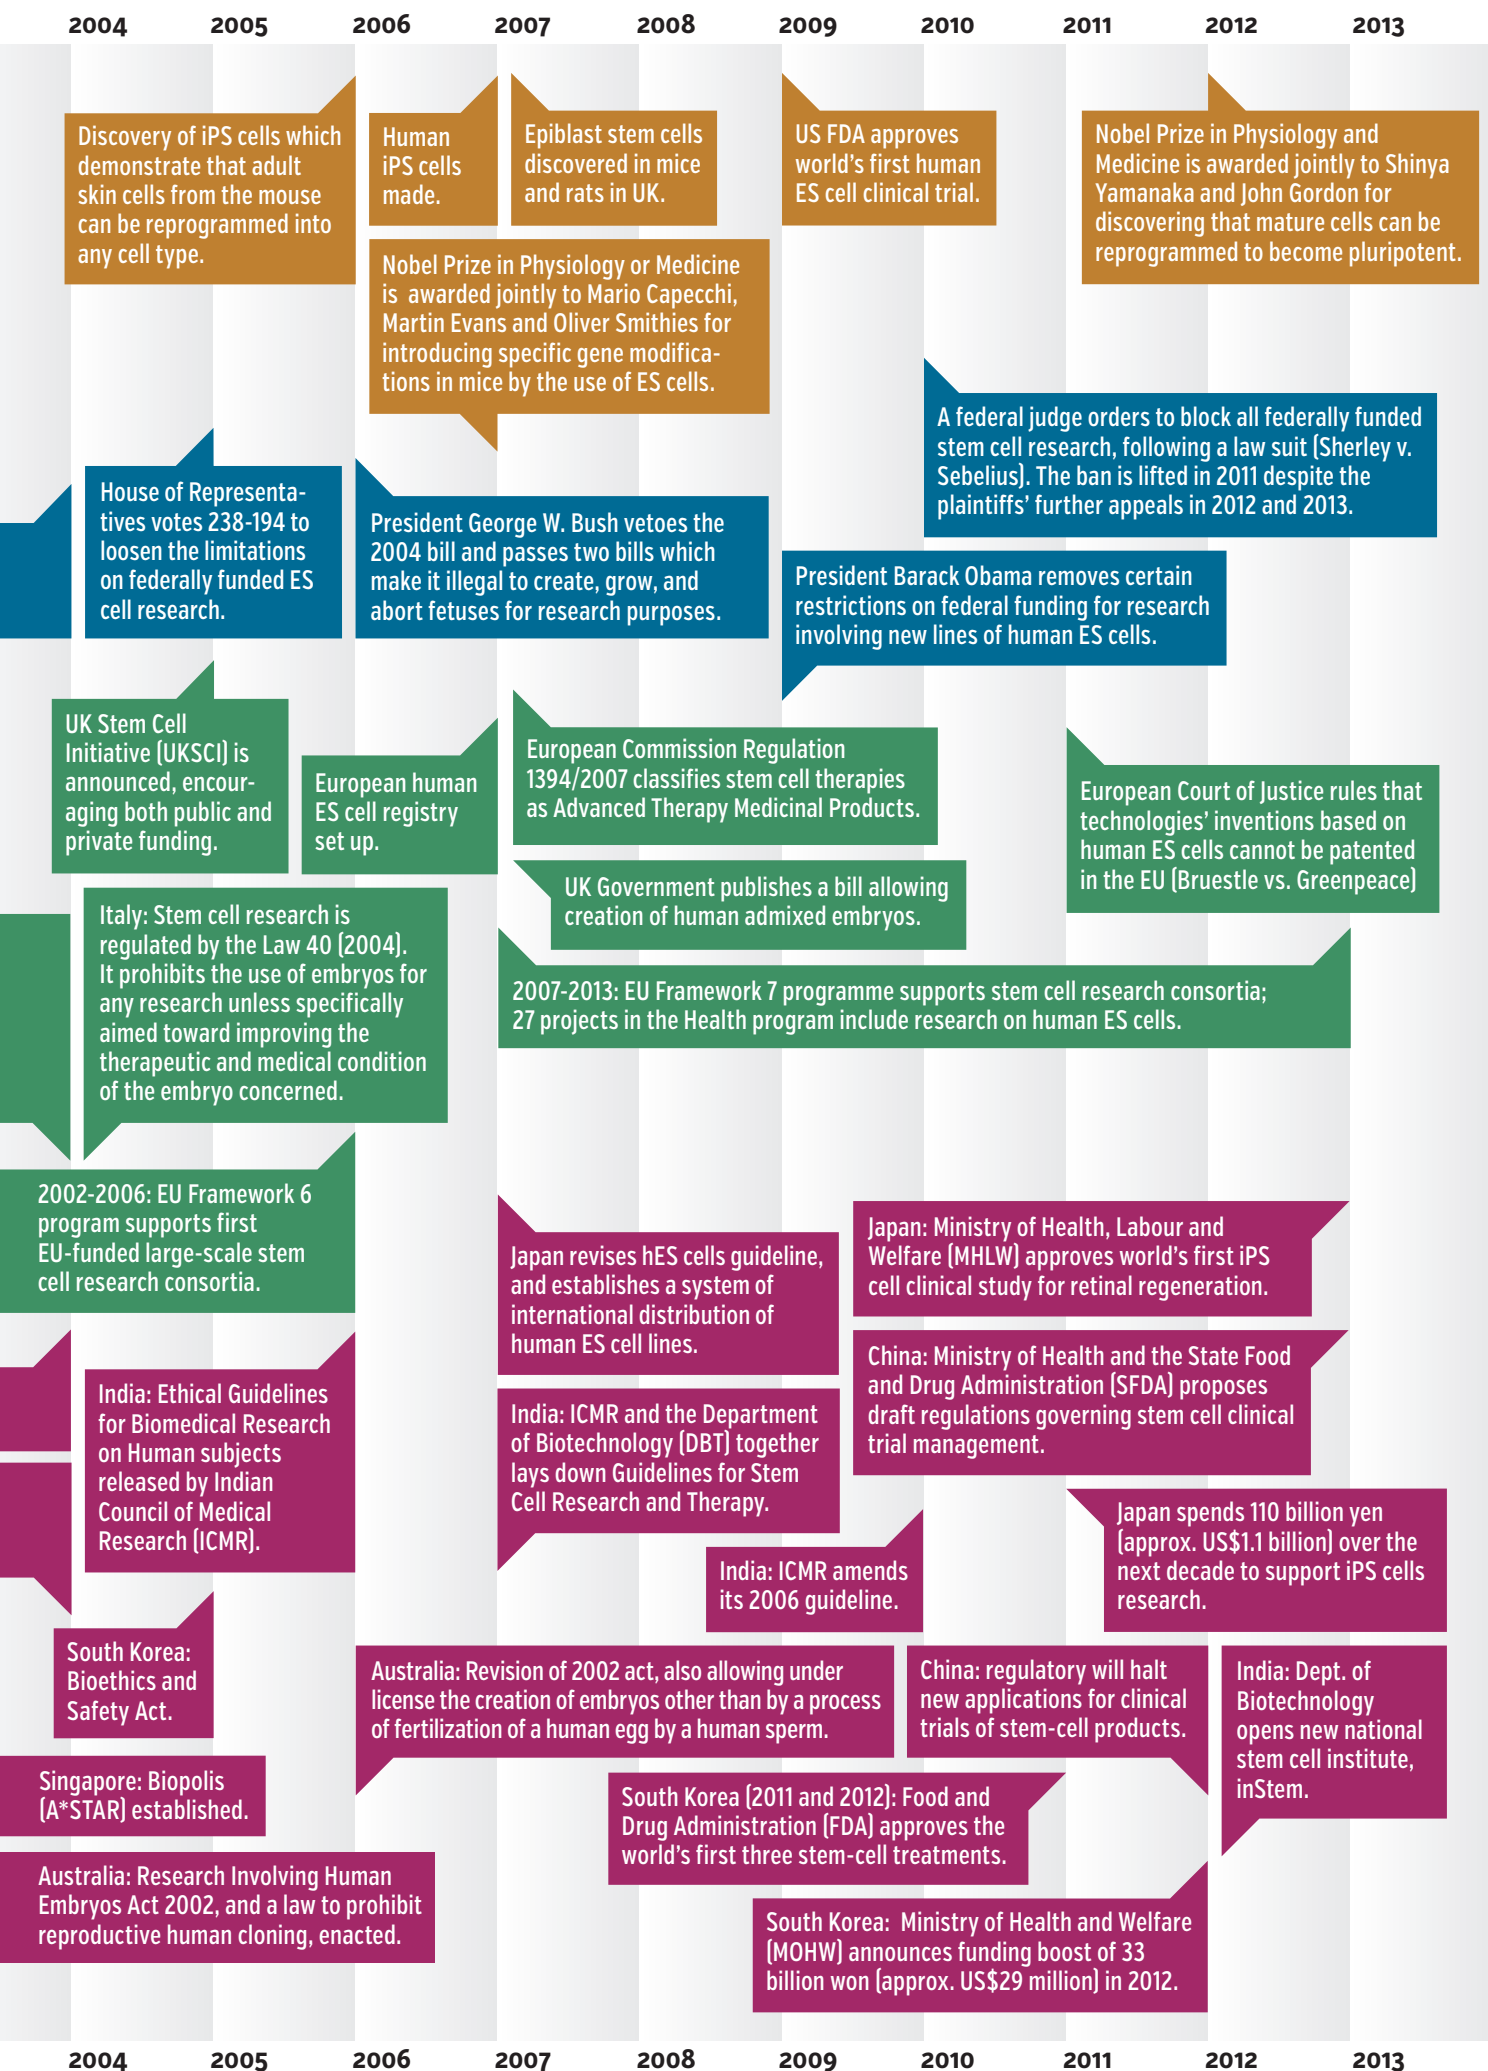 2004 2005 2006 2007 2008 2009 2010 2011 2012 2013
Discovery of iPS cells which
demonstrate that adult
skin cells from the mouse
can be reprogrammed into
any cell type.
Human
iPS cells
made.
Epiblast stem cells
discovered in mice
and rats in UK.
US FDA approves
world's first human
ES cell clinical trial.
Nobel Prize in Physiology and
Medicine is awarded jointly to Shinya
Yamanaka and John Gordon for
discovering that mature cells can be
reprogrammed to become pluripotent.
Nobel Prize in Physiology or Medicine
is awarded jointly to Mario Capecchi,
Martin Evans and Oliver Smithies for
introducing specific gene modifica-
tions in mice by the use of ES cells.
A federal judge orders to block all federally funded
stem cell research, following a law suit (Sherley v.
Sebelius). The ban is lifted in 2011 despite the
plaintiffs' further appeals in 2012 and 2013.
House of Representa-
tives votes 238-194 to
loosen the limitations
on federally funded ES
cell research.
President George W. Bush vetoes the
2004 bill and passes two bills which
make it illegal to create, grow, and
abort fetuses for research purposes.
President Barack Obama removes certain
restrictions on federal funding for research
involving new lines of human ES cells.
UK Stem Cell
Initiative (UKSCI) is
announced, encour-
aging both public and
private funding.
European human
ES cell registry
set up.
European Commission Regulation
1394/2007 classifies stem cell therapies
as Advanced Therapy Medicinal Products.
European Court of Justice rules that
technologies' inventions based on
human ES cells cannot be patented
in the EU (Bruestle vs. Greenpeace)
UK Government publishes a bill allowing
creation of human admixed embryos.
Italy: Stem cell research is
regulated by the Law 40 (2004).
It prohibits the use of embryos for
any research unless specifically
aimed toward improving the
therapeutic and medical condition
of the embryo concerned.
2007-2013: EU Framework 7 programme supports stem cell research consortia;
27 projects in the Health program include research on human ES cells.
2002-2006: EU Framework 6
program supports first
EU-funded large-scale stem
cell research consortia.
Japan revises hES cells guideline,
and establishes a system of
international distribution of
human ES cell lines.
Japan: Ministry of Health, Labour and
Welfare (MHLW) approves world's first iPS
cell clinical study for retinal regeneration.
China: Ministry of Health and the State Food
and Drug Administration (SFDA) proposes
draft regulations governing stem cell clinical
trial management.
India: Ethical Guidelines
for Biomedical Research
on Human subjects
released by Indian
Council of Medical
Research (ICMR).
India: ICMR and the Department
of Biotechnology (DBT) together
lays down Guidelines for Stem
Cell Research and Therapy.
Japan spends 110 billion yen
(approx. US$1.1 billion) over the
next decade to support iPS cells
research.
India: ICMR amends
its 2006 guideline.
South Korea:
Bioethics and
Safety Act.
Australia: Revision of 2002 act, also allowing under
license the creation of embryos other than by a process
of fertilization of a human egg by a human sperm.
China: regulatory will halt
new applications for clinical
trials of stem-cell products.
India: Dept. of
Biotechnology
opens new national
stem cell institute,
inStem.
Singapore: Biopolis
(A*STAR) established.
South Korea (2011 and 2012): Food and
Drug Administration (FDA) approves the
world's first three stem-cell treatments.
Australia: Research Involving Human
Embryos Act 2002, and a law to prohibit
reproductive human cloning, enacted.
South Korea: Ministry of Health and Welfare
(MOHW) announces funding boost of 33
billion won (approx. US$29 million) in 2012.
2004 2005 2006 2007 2008 2009 2010 2011 2012 2013